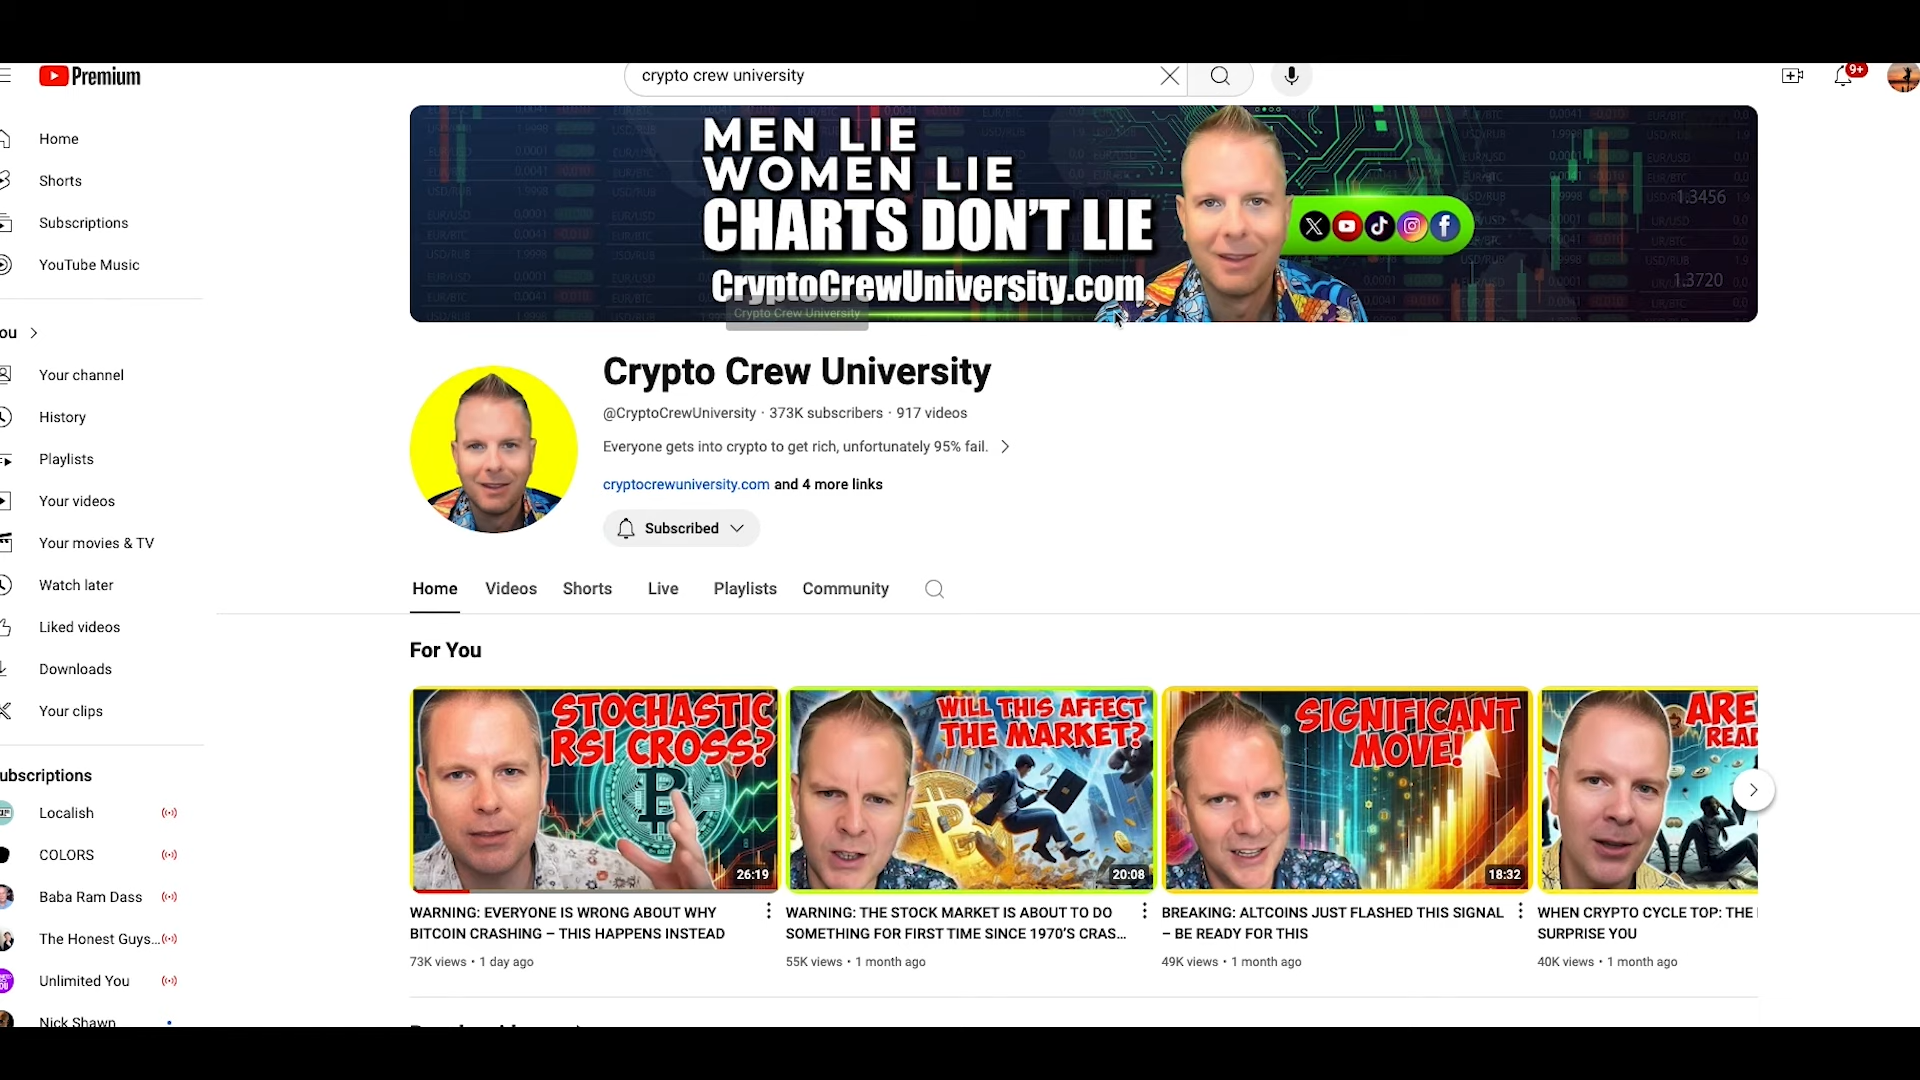 Premium
crypto crew university
9+
Home
Shorts
Subscriptions
YouTube Music
ou
Your channel
History
Playlists
Your videos
Your movies & TV
Watch later
Liked videos
Downloads
Your clips
ubscriptions
Localish
COLORS
Baba Ram Dass
The Honest Guys...
Unlimited You
Nick Shawn
MEN LIE
WOMEN LIE
CHARTS DON'T LIE
CryptoCrewUniversity.com
Crypto Crew University
1.3456
1.3720
Crypto Crew University
@CryptoCrewUniversity · 373K subscribers · 917 videos
Everyone gets into crypto to get rich, unfortunately 95% fail.
cryptocrewuniversity.com and 4 more links
Subscribed
Home Videos Shorts Live Playlists Community
For You
STOCHASTIC
RSI CROSS?
26:19
WARNING: EVERYONE IS WRONG ABOUT WHY
BITCOIN CRASHING – THIS HAPPENS INSTEAD
73K views • 1 day ago
WILL THIS AFFECT
THE MARKET?
20:08
WARNING: THE STOCK MARKET IS ABOUT TO DO
SOMETHING FOR FIRST TIME SINCE 1970'S CRAS...
55K views • 1 month ago
SIGNIFICANT
MOVE!
18:32
BREAKING: ALTCOINS JUST FLASHED THIS SIGNAL
– BE READY FOR THIS
49K views • 1 month ago
ARE
READ
WHEN CRYPTO CYCLE TOP: THE
SURPRISE YOU
40K views • 1 month ago